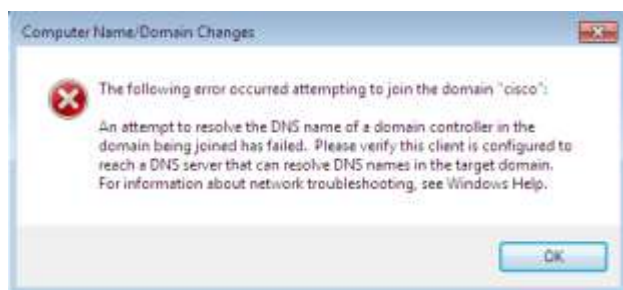 Computer Name/Domain Changes
The following error occurred attempting to join the domain "cisco":
An attempt to resolve the DNS name of a domain controller in the
domain being joined has failed. Please verify this client is configured to
reach a DNS server that can resolve DNS names in the target domain.
For information about network troubleshooting, see Windows Help.
OK